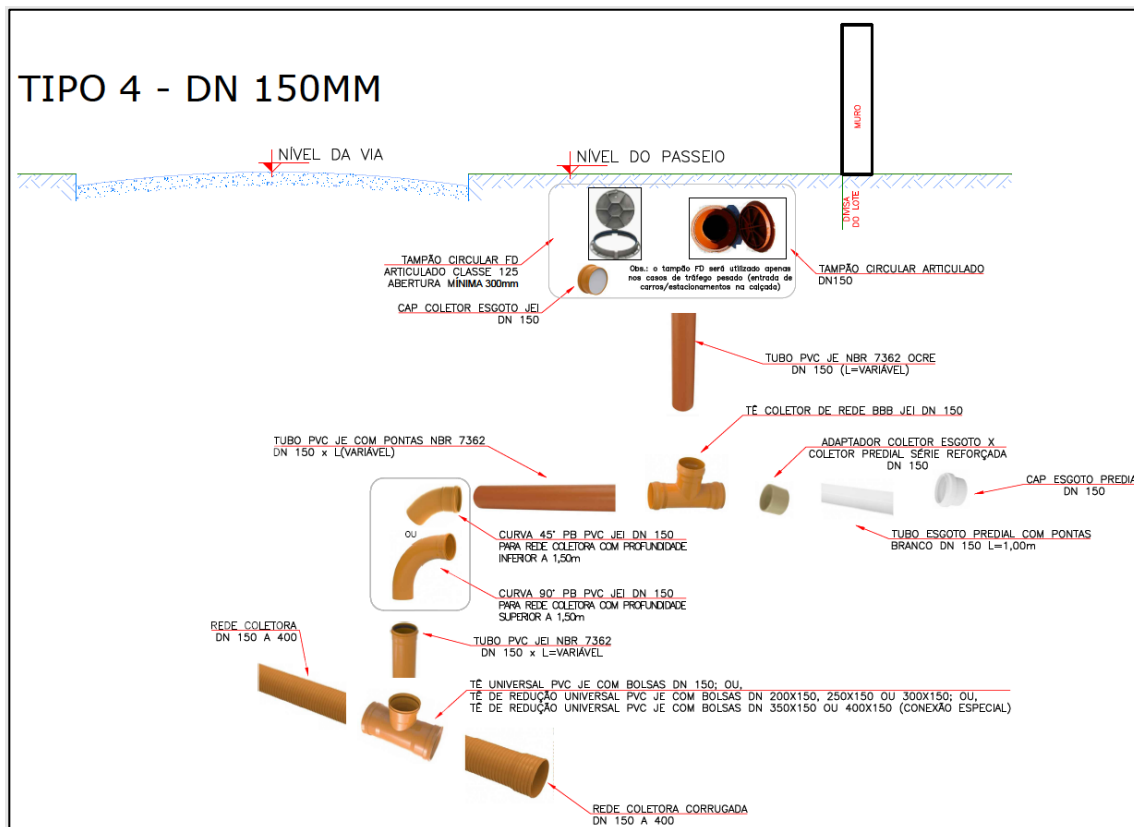 TIPO 4 - DN 150MM
NÍVEL DA VIA
NÍVEL DO PASSEIO
MURO
DIVISA
DO LOTE
TAMPÃO CIRCULAR FD
ARTICULADO CLASSE 125
ABERTURA MÍNIMA 300mm
Obs.: o tampão FD será utilizado apenas
nos casos de tráfego pesado (entrada de
carros/estacionamentos na calçada)
TAMPÃO CIRCULAR ARTICULADO
DN150
CAP COLETOR ESGOTO JEI
DN 150
TUBO PVC JE NBR 7362 OCRE
DN 150 (L=VARIÁVEL)
TÊ COLETOR DE REDE BBB JEI DN 150
TUBO PVC JE COM PONTAS NBR 7362
DN 150 x L(VARIÁVEL)
ADAPTADOR COLETOR ESGOTO X
COLETOR PREDIAL SÉRIE REFORÇADA
DN 150
CAP ESGOTO PREDIA
DN 150
OU
CURVA 45° PB PVC JEI DN 150
PARA REDE COLETORA COM PROFUNDIDADE
INFERIOR A 1,50m
TUBO ESGOTO PREDIAL COM PONTAS
BRANCO DN 150 L=1,00m
CURVA 90° PB PVC JEI DN 150
PARA REDE COLETORA COM PROFUNDIDADE
SUPERIOR A 1,50m
REDE COLETORA
DN 150 A 400
TUBO PVC JEI NBR 7362
DN 150 x L=VARIÁVEL
TÊ UNIVERSAL PVC JE COM BOLSAS DN 150; OU,
TÊ DE REDUÇÃO UNIVERSAL PVC JE COM BOLSAS DN 200X150, 250X150 OU 300X150; OU,
TÊ DE REDUÇÃO UNIVERSAL PVC JE COM BOLSAS DN 350X150 OU 400X150 (CONEXÃO ESPECIAL)
REDE COLETORA CORRUGADA
DN 150 A 400